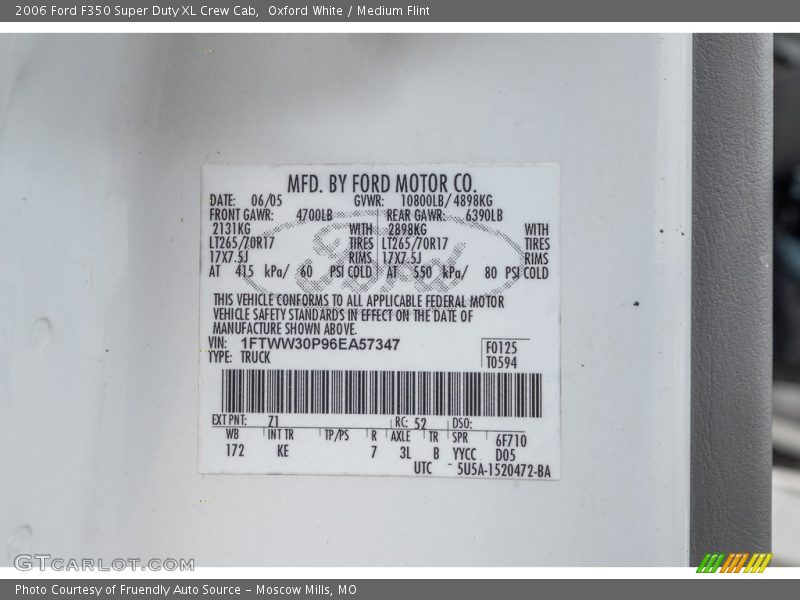 2006 Ford F350 Super Duty XL Crew Cab,  Oxford White / Medium Flint
MFD. BY FORD MOTOR CO.
DATE: 06/05 GVWR: 10800LB/ 4898KG
FRONT GAWR: 4700LB REAR GAWR: 6390LB
2131KG WITH 2898KG WITH
LT265/70R17 TIRES LT265/70R17 TIRES
17X7.5J RIMS 17X7.5J RIMS
AT 415 kPa/ 60 PSI COLD AT 550 kPa/ 80 PSI COLD
Ford
THIS VEHICLE CONFORMS TO ALL APPLICABLE FEDERAL MOTOR
VEHICLE SAFETY STANDARDS IN EFFECT ON THE DATE OF
MANUFACTURE SHOWN ABOVE.
VIN: 1FTWW30P96EA57347 F0125
TYPE: TRUCK T0594
EXT PNT: Z1 RC: 52 DSO:
WB INT TR TP/PS R AXLE TR SPR 6F710
172 KE 7 3L B YYCC D05
UTC - 5U5A-1520472-BA
GTCARLOT.COM
Photo Courtesy of Fruendly Auto Source – Moscow Mills, MO